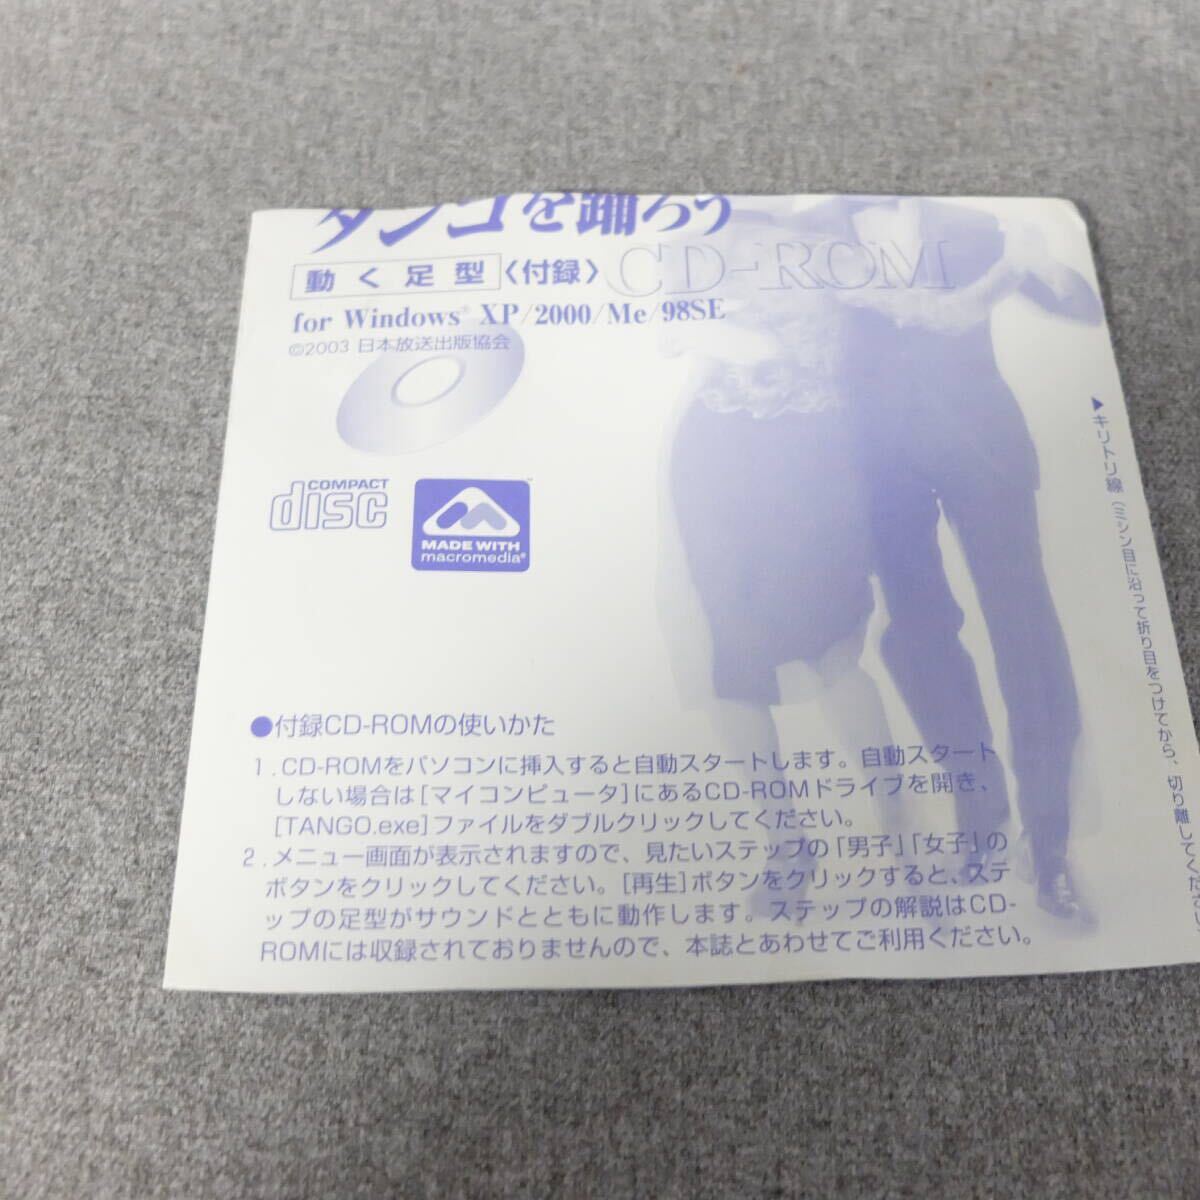 タンゴを踊ろう
動く足型〈付録〉CD-ROM
for Windows® XP/2000/Me/98SE
©2003 日本放送出版協会
COMPACT
disc
MADE WITH
macromedia®
▲キリトリ線（ミシン目に沿って折り目をつけてから、切り離してくだ
●付録CD-ROMの使いかた
1．CD-ROMをパソコンに挿入すると自動スタートします。自動スタート
しない場合は[マイコンピュータ]にあるCD-ROMドライブを開き、
[TANGO.exe]ファイルをダブルクリックしてください。
2．メニュー画面が表示されますので、見たいステップの「男子」「女子」の
ボタンをクリックしてください。[再生]ボタンをクリックすると、ステ
ップの足型がサウンドとともに動作します。ステップの解説はCD-
ROMには収録されておりませんので、本誌とあわせてご利用ください。